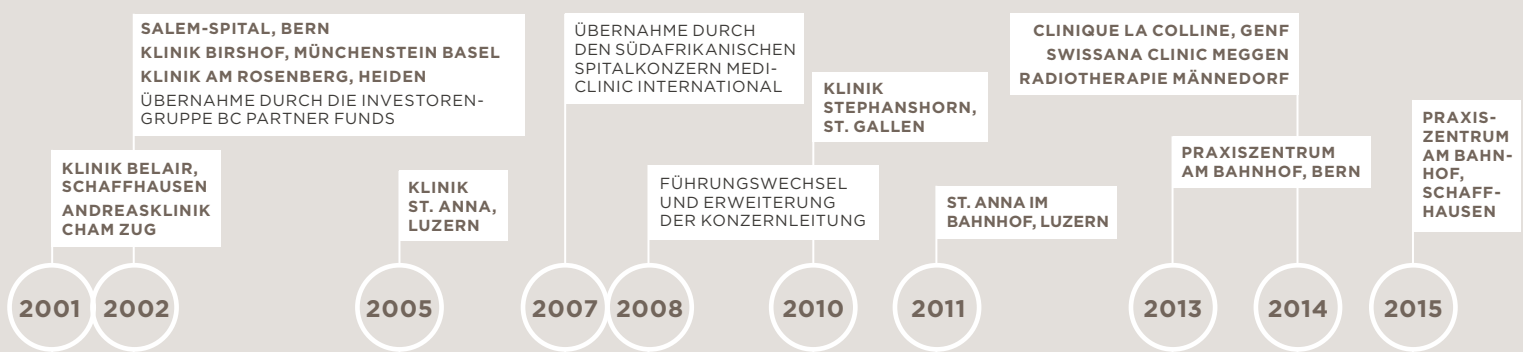 KLINIK BELAIR,
SCHAFFHAUSEN
ANDREASKLINIK
CHAM ZUG
SALEM-SPITAL, BERN
KLINIK BIRSHOF, MÜNCHENSTEIN BASEL
KLINIK AM ROSENBERG, HEIDEN
ÜBERNAHME DURCH DIE INVESTOREN-
GRUPPE BC PARTNER FUNDS
KLINIK
ST. ANNA,
LUZERN
ÜBERNAHME DURCH
DEN SÜDAFRIKANISCHEN
SPITALKONZERN MEDI-
CLINIC INTERNATIONAL
FÜHRUNGSWECHSEL
UND ERWEITERUNG
DER KONZERNLEITUNG
KLINIK
STEPHANSHORN,
ST. GALLEN
ST. ANNA IM
BAHNHOF, LUZERN
PRAXISZENTRUM
AM BAHNHOF, BERN
CLINIQUE LA COLLINE, GENF
SWISSANA CLINIC MEGGEN
RADIOTHERAPIE MÄNNEDORF
PRAXIS-
ZENTRUM
AM BAHN-
HOF,
SCHAFF-
HAUSEN
2001
2002
2005
2007
2008
2010
2011
2013
2014
2015